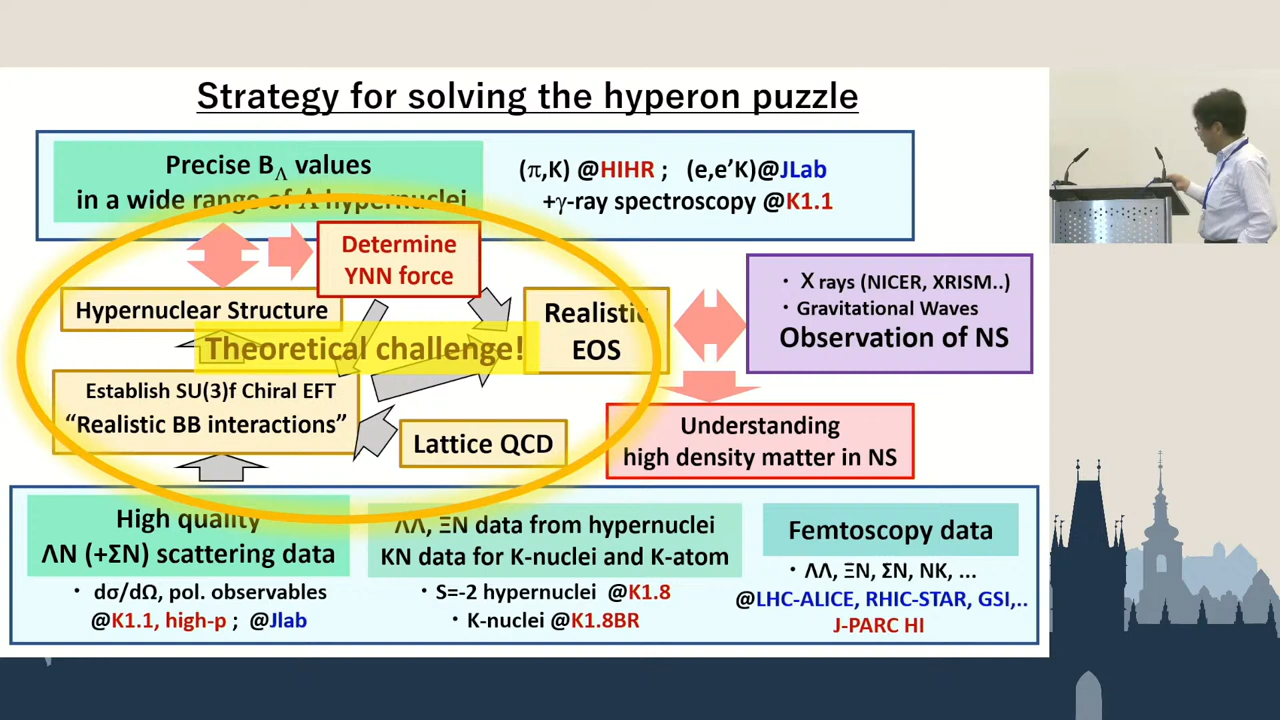 Strategy for solving the hyperon puzzle
Precise BΛ values
in a wide range of Λ hypernuclei
(π,K) @HIHR ; (e,e’K)@JLab
+γ-ray spectroscopy @K1.1
Determine
YNN force
Hypernuclear Structure
Theoretical challenge!
Realistic
EOS
・ X rays (NICER, XRISM..)
・ Gravitational Waves
Observation of NS
Establish SU(3)f Chiral EFT
“Realistic BB interactions”
Lattice QCD
Understanding
high density matter in NS
High quality
ΛN (+ΣN) scattering data
・ dσ/dΩ, pol. observables
@K1.1, high-p ; @Jlab
ΛΛ, ΞN data from hypernuclei
KN data for K-nuclei and K-atom
・ S=-2 hypernuclei @K1.8
・ K-nuclei @K1.8BR
Femtoscopy data
・ ΛΛ, ΞN, ΣN, NK, ...
@LHC-ALICE, RHIC-STAR, GSI,..
J-PARC HI